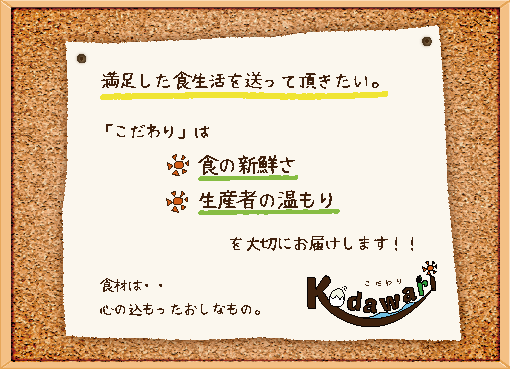 満足した食生活を送って頂きたい。
「こだわり」は
食の新鮮さ
生産者の温もり
を大切にお届けします！！
食材は・・
心の込もったおしなもの。
こだわり
Kodawari